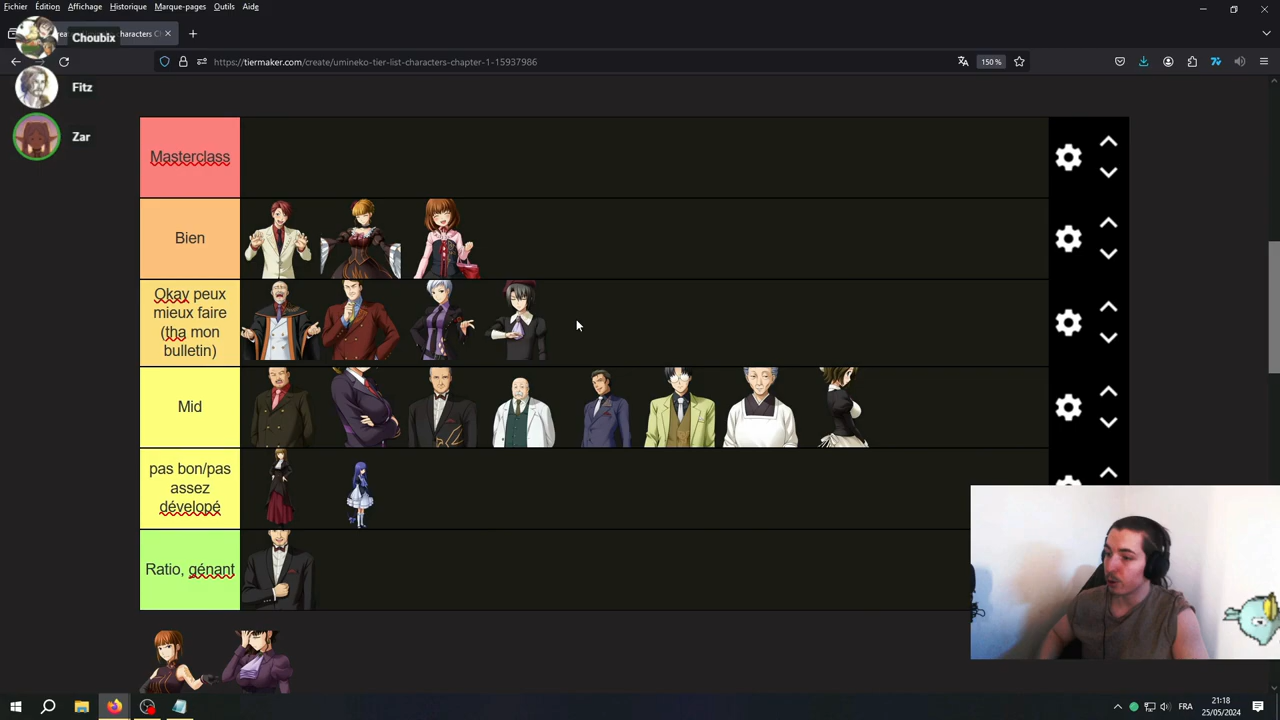 Fichier Édition Affichage Historique Marque-pages Outils Aide
Choubix
haracters C
https://tiermaker.com/create/umineko-tier-list-characters-chapter-1-15937986
150 %
Fitz
Zar
Masterclass
Bien
Okay peux
mieux faire
(tha mon
bulletin)
Mid
pas bon/pas
assez
dévelopé
Ratio, génant
FRA
21:18
25/05/2024